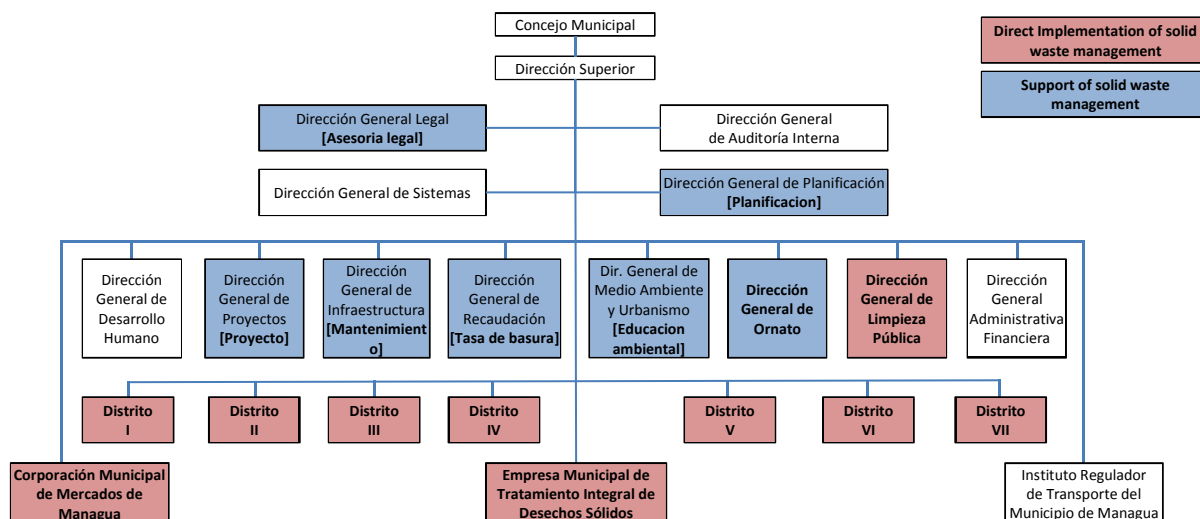 Concejo Municipal
Direct Implementation of solid
waste management
Dirección Superior
Support of solid waste
management
Dirección General Legal
[Asesoria legal]
Dirección General
de Auditoría Interna
Dirección General de Sistemas
Dirección General de Planificación
[Planificacion]
Dirección
General de
Desarrollo
Humano
Dirección
General de
Proyectos
[Proyecto]
Dirección
General de
Infraestructura
[Mantenimient
o]
Dirección
General de
Recaudación
[Tasa de basura]
Dir. General de
Medio Ambiente
y Urbanismo
[Educacion
ambiental]
Dirección
General de
Ornato
Dirección
General de
Limpieza
Pública
Dirección
General
Administrativa
Financiera
Distrito
I
Distrito
II
Distrito
III
Distrito
IV
Distrito
V
Distrito
VI
Distrito
VII
Corporación Municipal
de Mercados de
Managua
Empresa Municipal de
Tratamiento Integral de
Desechos Sólidos
Instituto Regulador
de Transporte del
Municipio de Managua